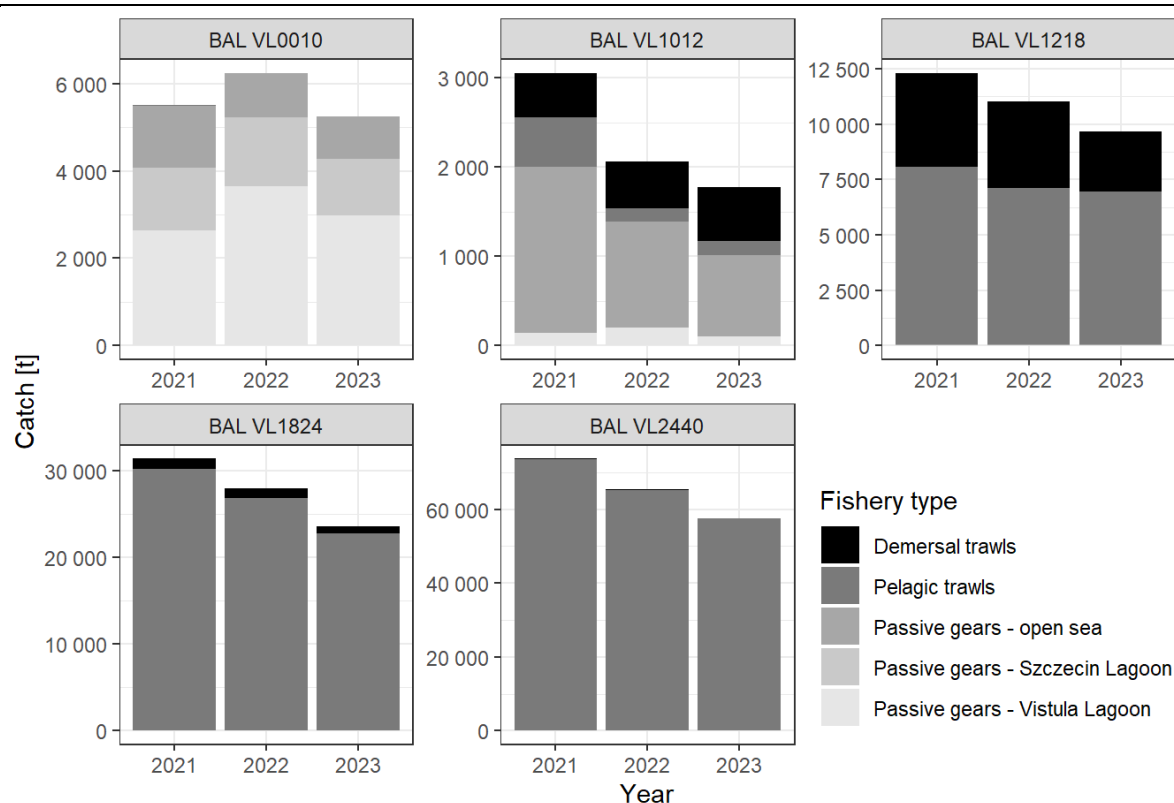 BAL VL0010
BAL VL1012
BAL VL1218
6 000
4 000
2 000
0
3 000
2 000
1 000
0
12 500
10 000
7 500
5 000
2 500
0
2021 2022 2023
2021 2022 2023
2021 2022 2023
Catch [t]
BAL VL1824
BAL VL2440
30 000
20 000
10 000
0
60 000
40 000
20 000
0
2021 2022 2023
2021 2022 2023
Year
Fishery type
Demersal trawls
Pelagic trawls
Passive gears - open sea
Passive gears - Szczecin Lagoon
Passive gears - Vistula Lagoon